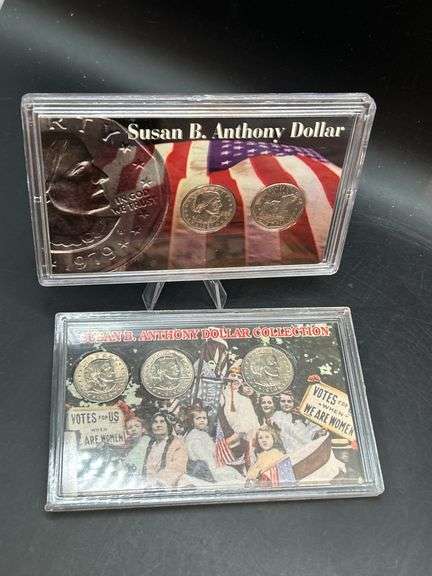 Susan B. Anthony Dollar
IN GOD
WE TRUST
1979
SUSAN B. ANTHONY DOLLAR COLLECTION
VOTES FOR US
WHEN
WE ARE WOMEN
VOTES FOR US
WHEN
WE ARE WOMEN